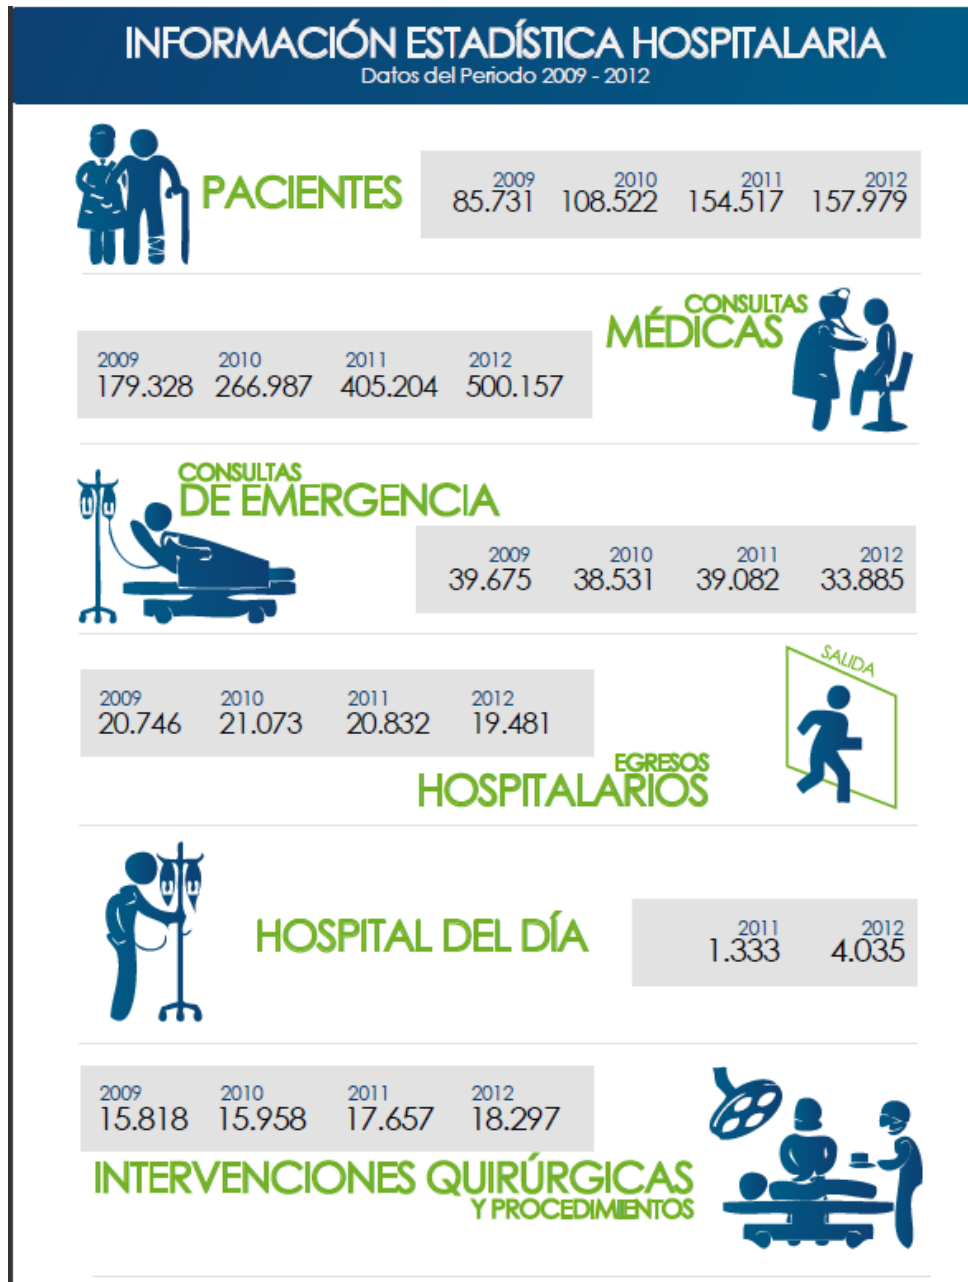 INFORMACIÓN ESTADÍSTICA HOSPITALARIA
Datos del Periodo 2009 - 2012
PACIENTES
2009 2010 2011 2012
85.731 108.522 154.517 157.979
CONSULTAS
MÉDICAS
2009 2010 2011 2012
179.328 266.987 405.204 500.157
CONSULTAS
DE EMERGENCIA
2009 2010 2011 2012
39.675 38.531 39.082 33.885
SALIDA
2009 2010 2011 2012
20.746 21.073 20.832 19.481
EGRESOS
HOSPITALARIOS
HOSPITAL DEL DÍA
2011 2012
1.333 4.035
2009 2010 2011 2012
15.818 15.958 17.657 18.297
INTERVENCIONES QUIRÚRGICAS
Y PROCEDIMIENTOS